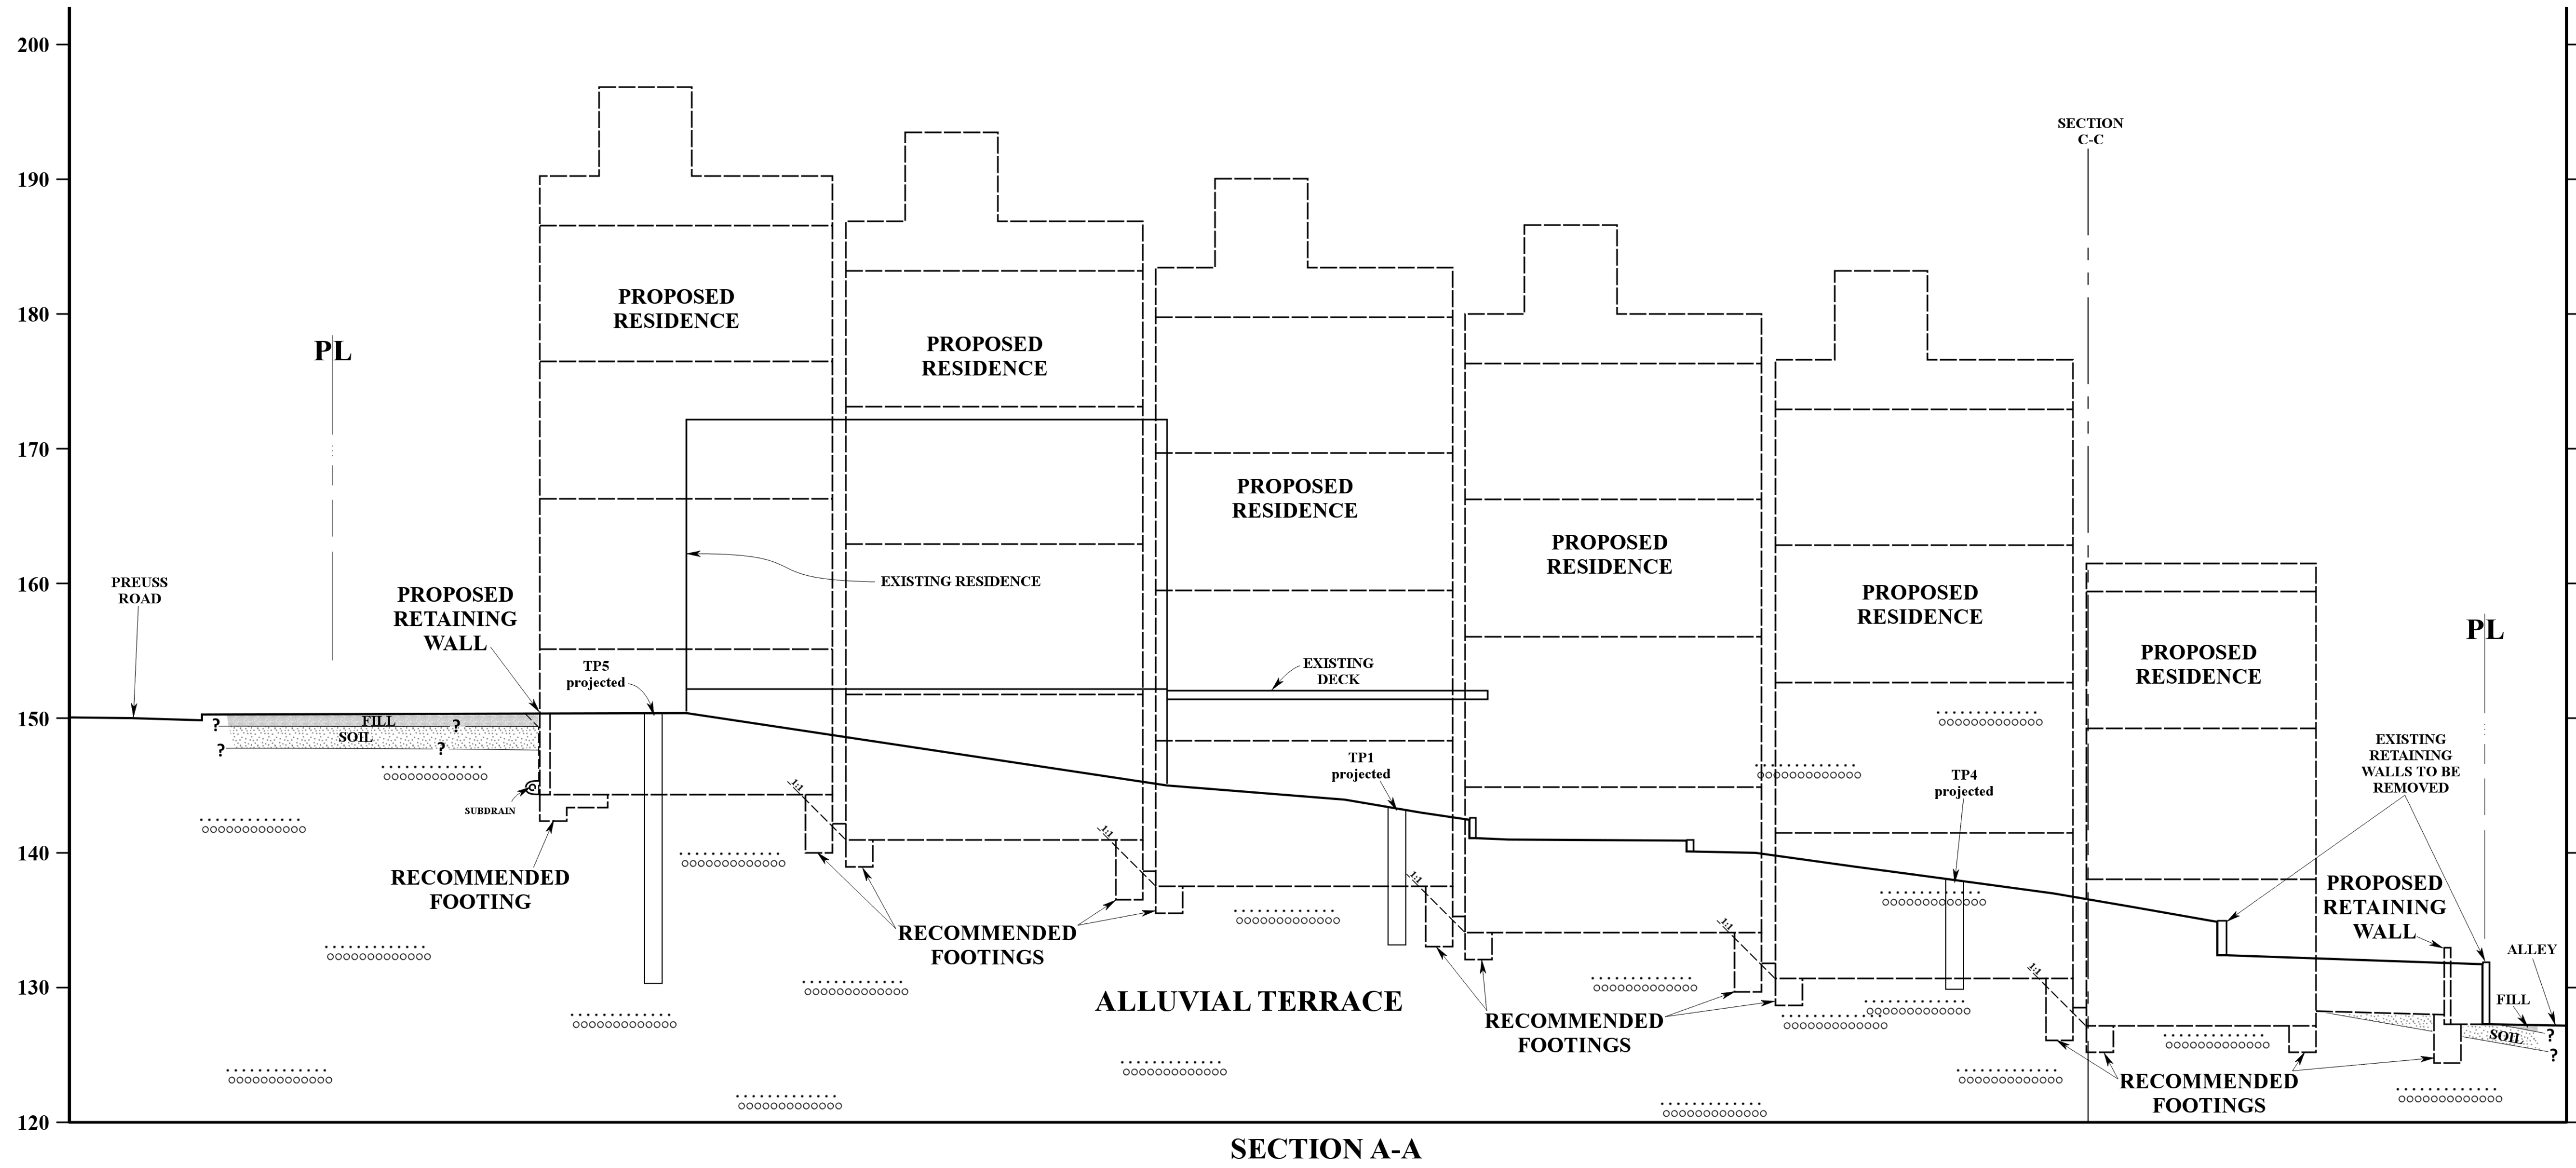 200
190
180
170
160
150
140
130
120
SECTION
C-C
PROPOSED
RESIDENCE
PROPOSED
RESIDENCE
PROPOSED
RESIDENCE
PROPOSED
RESIDENCE
PROPOSED
RESIDENCE
PROPOSED
RESIDENCE
PL
PL
PREUSS
ROAD
PROPOSED
RETAINING
WALL
TP5
projected
EXISTING RESIDENCE
EXISTING
DECK
TP1
projected
TP4
projected
EXISTING
RETAINING
WALLS TO BE
REMOVED
PROPOSED
RETAINING
WALL
ALLEY
? FILL ?
SOIL
? ?
SUBDRAIN
1:1
1:1
1:1
1:1
1:1
RECOMMENDED
FOOTING
RECOMMENDED
FOOTINGS
ALLUVIAL TERRACE
RECOMMENDED
FOOTINGS
FILL
SOIL ?
?
RECOMMENDED
FOOTINGS
SECTION A-A